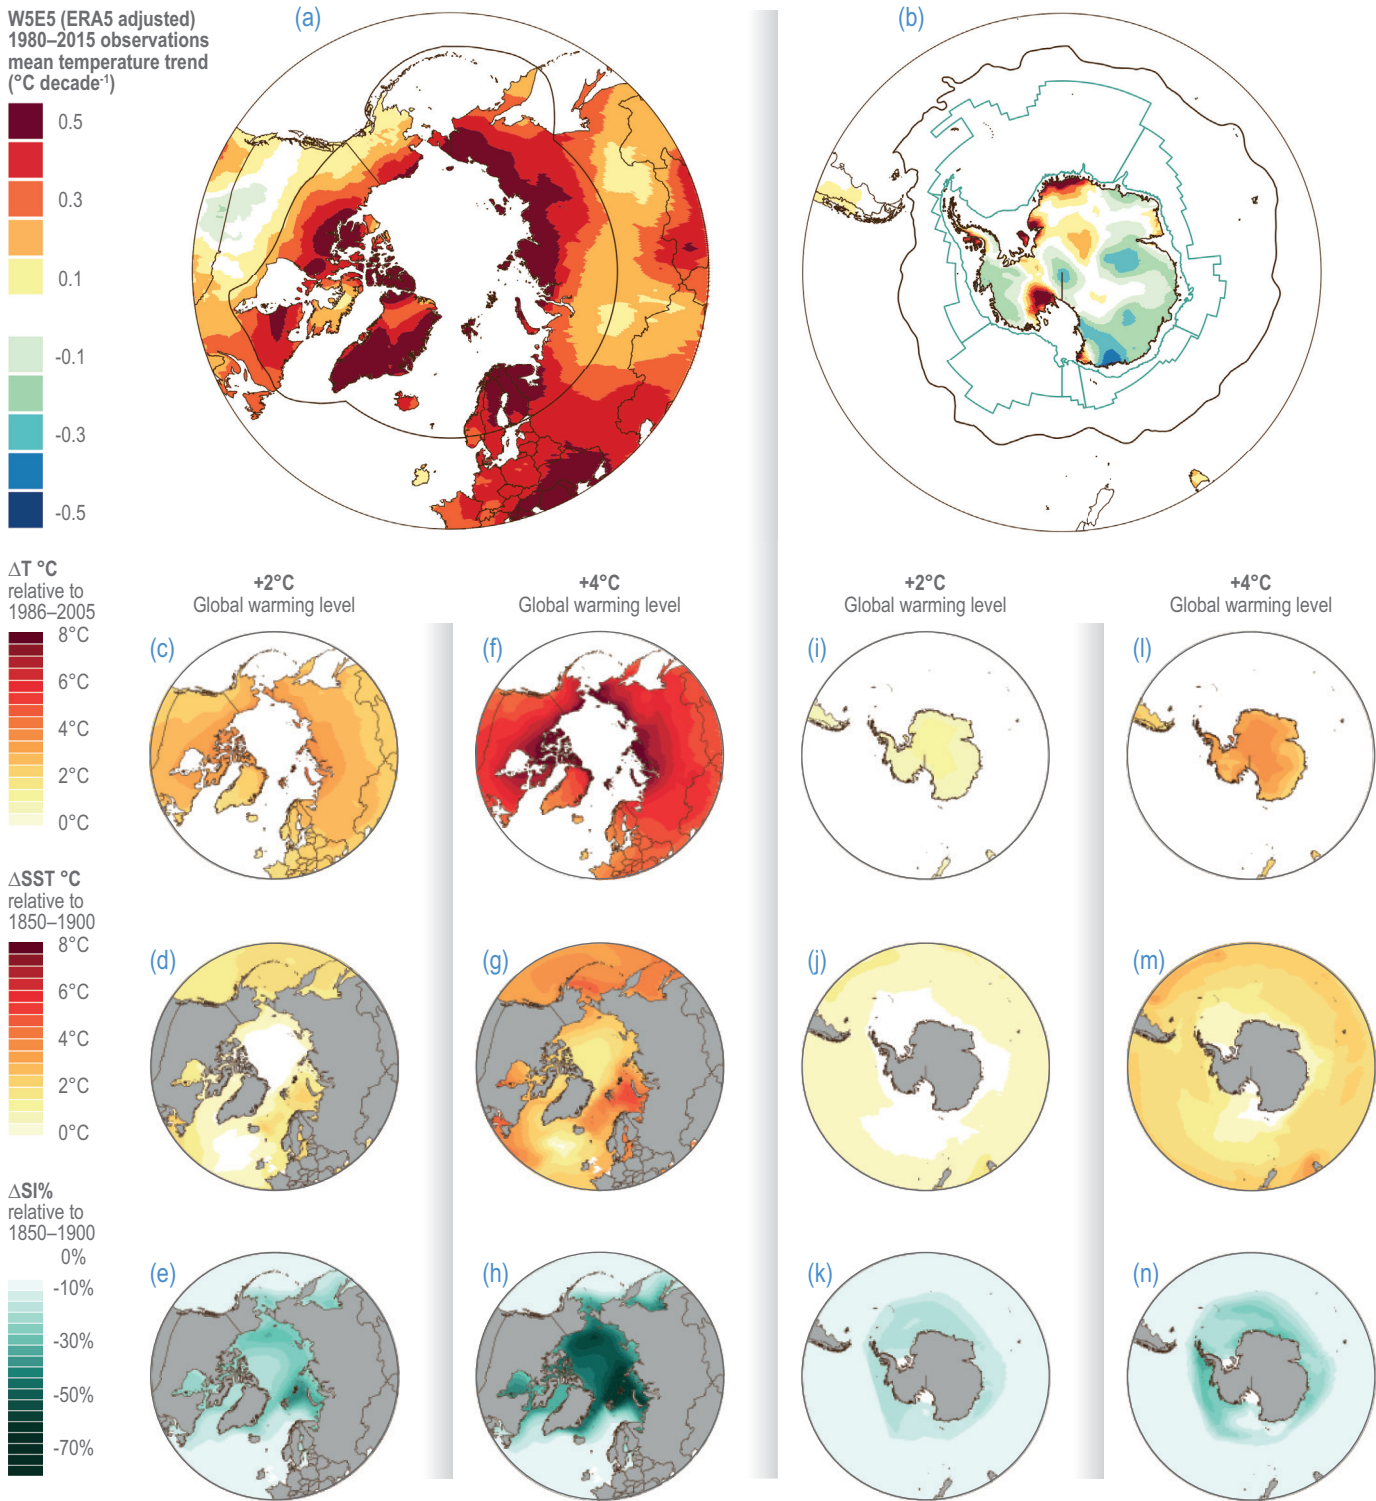 W5E5 (ERA5 adjusted)
1980–2015 observations
mean temperature trend
(°C decade⁻¹)
0.5
0.3
0.1
-0.1
-0.3
-0.5
(a)
(b)
ΔT °C
relative to
1986–2005
8°C
6°C
4°C
2°C
0°C
+2°C
Global warming level
+4°C
Global warming level
+2°C
Global warming level
+4°C
Global warming level
(c)
(f)
(i)
(l)
ΔSST °C
relative to
1850–1900
8°C
6°C
4°C
2°C
0°C
(d)
(g)
(j)
(m)
ΔSI%
relative to
1850–1900
0%
-10%
-30%
-50%
-70%
(e)
(h)
(k)
(n)